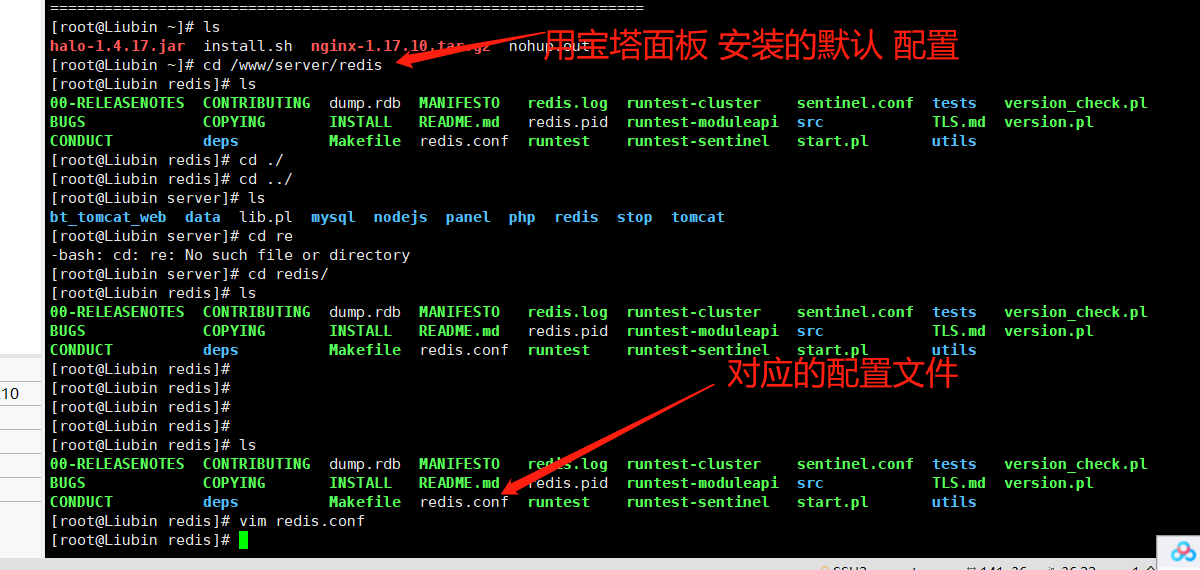 ===============================================================
[root@Liubin ~]# ls
halo-1.4.17.jar install.sh nginx-1.17.10.tar.gz nohup.out
用宝塔面板 安装的默认 配置
[root@Liubin ~]# cd /www/server/redis
[root@Liubin redis]# ls
00-RELEASENOTES CONTRIBUTING dump.rdb MANIFESTO redis.log runtest-cluster sentinel.conf tests version_check.pl
BUGS COPYING INSTALL README.md redis.pid runtest-moduleapi src TLS.md version.pl
CONDUCT deps Makefile redis.conf runtest runtest-sentinel start.pl utils
[root@Liubin redis]# cd ./
[root@Liubin redis]# cd ../
[root@Liubin server]# ls
bt_tomcat_web data lib.pl mysql nodejs panel php redis stop tomcat
[root@Liubin server]# cd re
-bash: cd: re: No such file or directory
[root@Liubin server]# cd redis/
[root@Liubin redis]# ls
00-RELEASENOTES CONTRIBUTING dump.rdb MANIFESTO redis.log runtest-cluster sentinel.conf tests version_check.pl
BUGS COPYING INSTALL README.md redis.pid runtest-moduleapi src TLS.md version.pl
CONDUCT deps Makefile redis.conf runtest runtest-sentinel start.pl utils
[root@Liubin redis]#
对应的配置文件
[root@Liubin redis]#
10
[root@Liubin redis]#
[root@Liubin redis]#
[root@Liubin redis]# ls
00-RELEASENOTES CONTRIBUTING dump.rdb MANIFESTO redis.log runtest-cluster sentinel.conf tests version_check.pl
BUGS COPYING INSTALL README.md redis.pid runtest-moduleapi src TLS.md version.pl
CONDUCT deps Makefile redis.conf runtest runtest-sentinel start.pl utils
[root@Liubin redis]# vim redis.conf
[root@Liubin redis]#